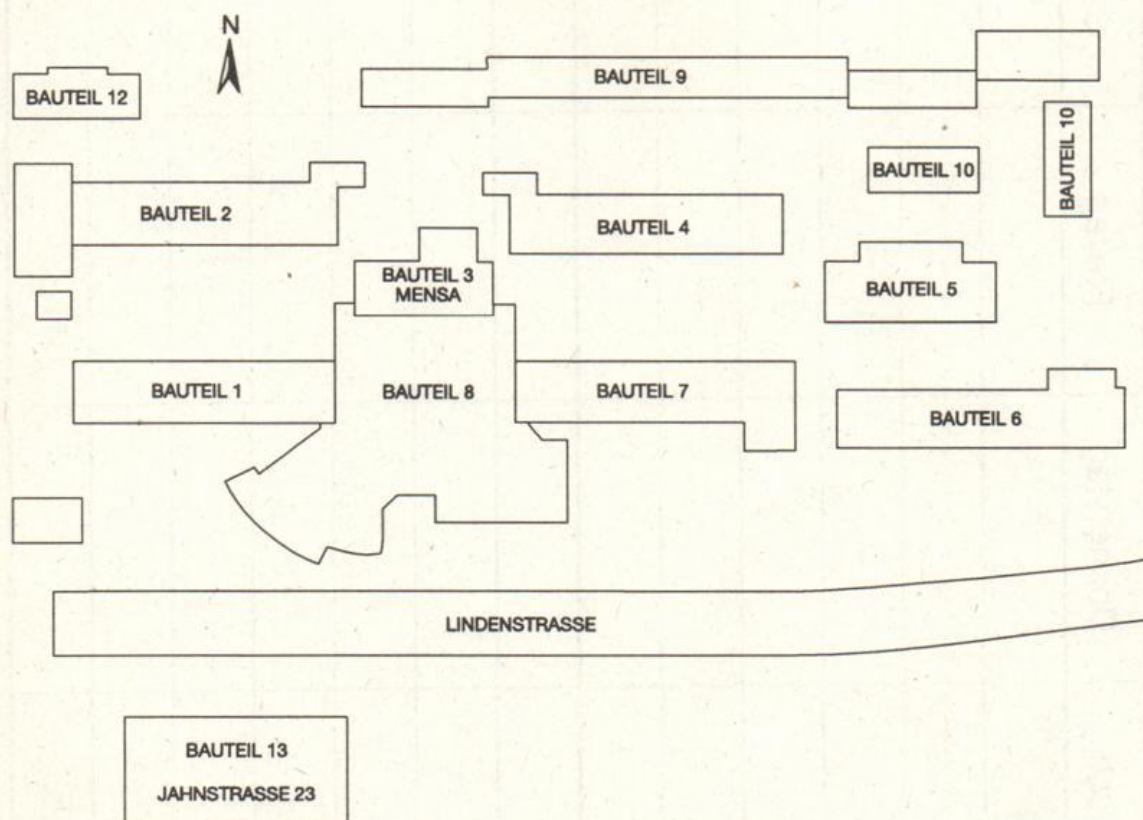 N
BAUTEIL 12
BAUTEIL 9
BAUTEIL 10
BAUTEIL 10
BAUTEIL 2
BAUTEIL 4
BAUTEIL 3
MENSA
BAUTEIL 5
BAUTEIL 1
BAUTEIL 8
BAUTEIL 7
BAUTEIL 6
LINDENSTRASSE
BAUTEIL 13
JAHNSTRASSE 23